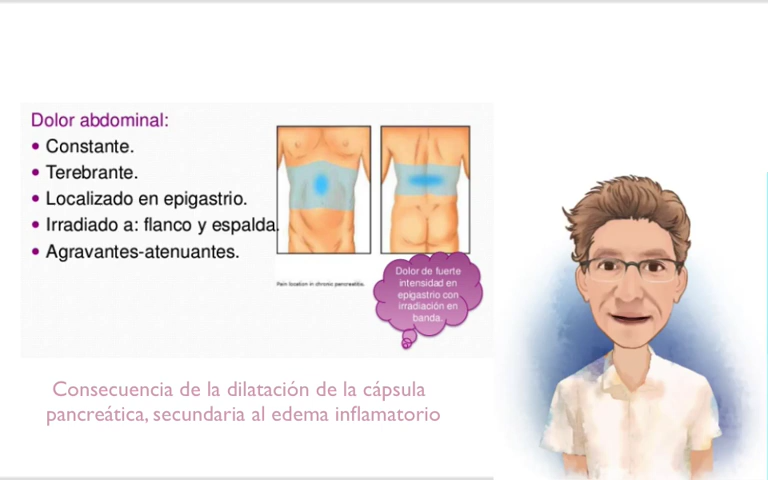 Dolor abdominal:
• Constante.
• Terebrante.
• Localizado en epigastrio.
• Irradiado a: flanco y espalda.
• Agravantes-atenuantes.
Pain location in chronic pancreatitis.
Dolor de fuerte
intensidad en
epigastrio con
irradiación en
banda.
Consecuencia de la dilatación de la cápsula
pancreática, secundaria al edema inflamatorio